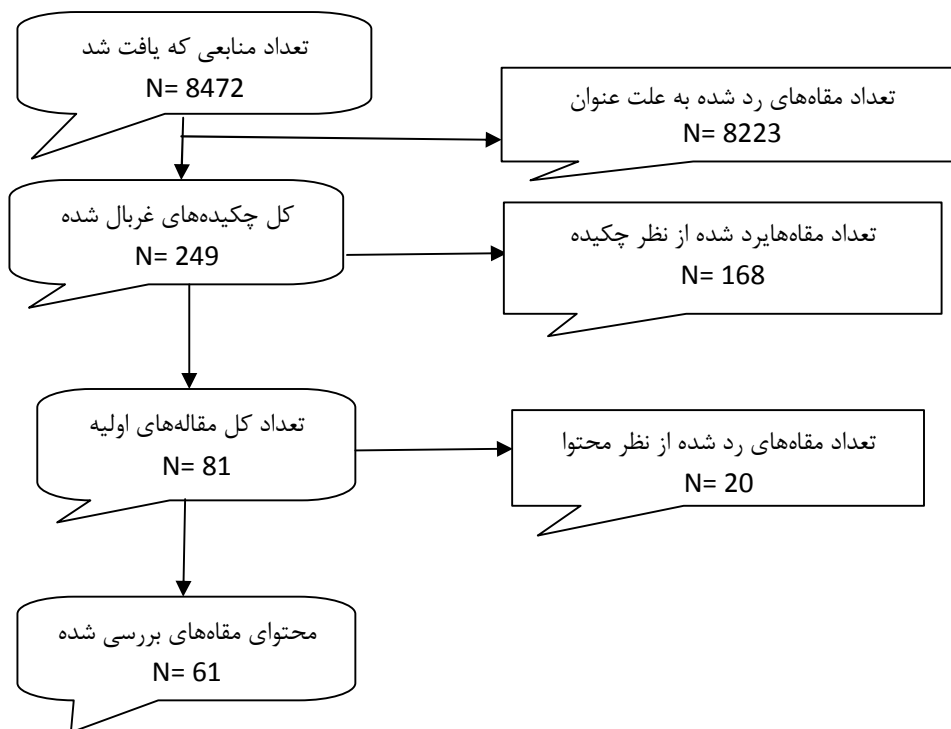 تعداد منابعی که یافت شد
N= 8472
تعداد مقاه‌های رد شده به علت عنوان
N= 8223
کل چکیده‌های غربال شده
N= 249
تعداد مقاه‌هایرد شده از نظر چکیده
N= 168
تعداد کل مقاله‌های اولیه
N= 81
تعداد مقاه‌های رد شده از نظر محتوا
N= 20
محتوای مقاه‌های بررسی شده
N= 61